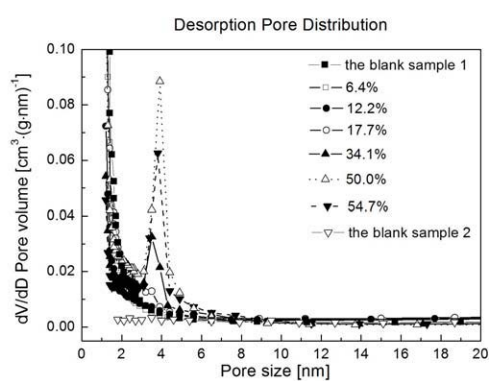 Desorption Pore Distribution
dV/dD Pore volume [cm³·(g·nm)⁻¹]
0.10
0.08
0.06
0.04
0.02
0.00
the blank sample 1
6.4%
12.2%
17.7%
34.1%
50.0%
54.7%
the blank sample 2
0 2 4 6 8 10 12 14 16 18 20
Pore size [nm]